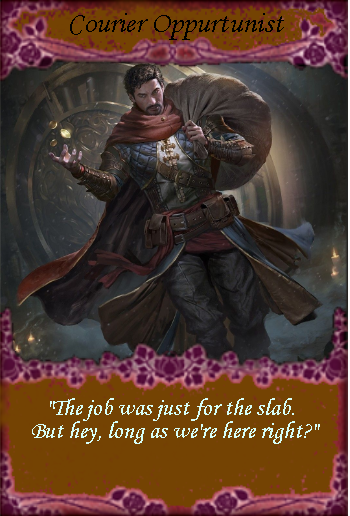 Courier Oppurtunist
"The job was just for the slab.
But hey, long as we're here right?"